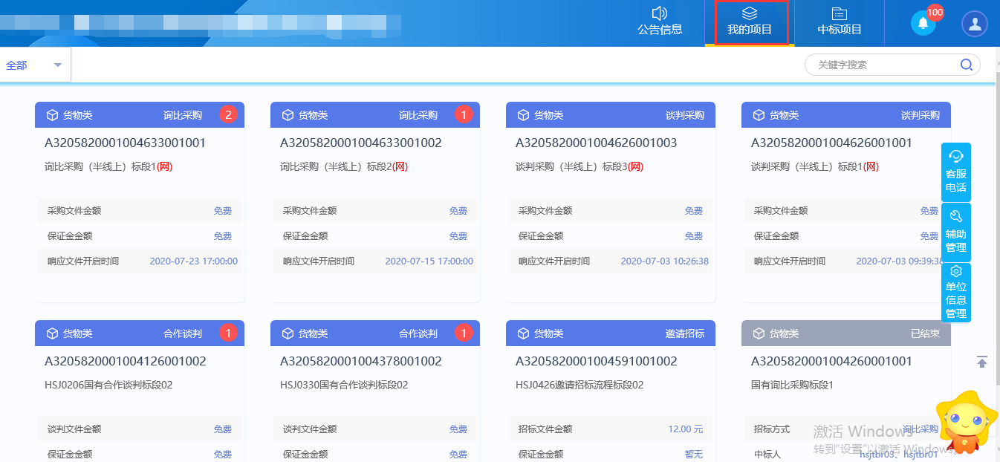 公告信息
我的项目
中标项目
100
全部
关键字搜索
货物类 询比采购 2
A3205820001004633001001
询比采购（半线上）标段1(网)
采购文件金额 免费
保证金金额 免费
响应文件开启时间 2020-07-23 17:00:00
货物类 询比采购 1
A3205820001004633001002
询比采购（半线上）标段2(网)
采购文件金额 免费
保证金金额 免费
响应文件开启时间 2020-07-15 17:00:00
货物类 谈判采购
A3205820001004626001003
谈判采购（半线上）标段3(网)
采购文件金额 免费
保证金金额 免费
响应文件开启时间 2020-07-03 10:26:38
货物类 谈判采购
A3205820001004626001001
谈判采购（半线上）标段1(网)
采购文件金额 免费
保证金金额 免费
响应文件开启时间 2020-07-03 09:39:38
客服
电话
辅助
管理
单位
信息
管理
货物类 合作谈判 1
A3205820001004126001002
HSJ0206国有合作谈判标段02
谈判文件金额 免费
保证金金额 免费
货物类 合作谈判 1
A3205820001004378001002
HSJ0330国有合作谈判标段02
谈判文件金额 免费
保证金金额 免费
货物类 邀请招标
A3205820001004591001002
HSJ0426邀请招标流程标段02
招标文件金额 12.00 元
保证金金额 暂无
货物类 已结束
A3205820001004260001001
国有询比采购标段1
招标方式 询比采购
中标人 hsjtbr03、hsjtbr01
激活 Windows
转到"设置"以激活 Windows。